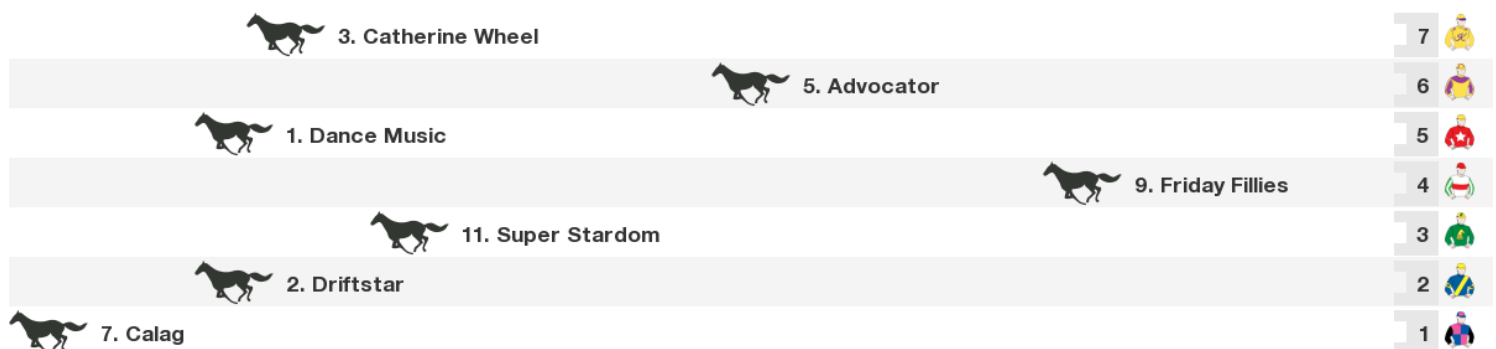 3. Catherine Wheel 7
5. Advocator 6
1. Dance Music 5
9. Friday Fillies 4
11. Super Stardom 3
2. Driftstar 2
7. Calag 1